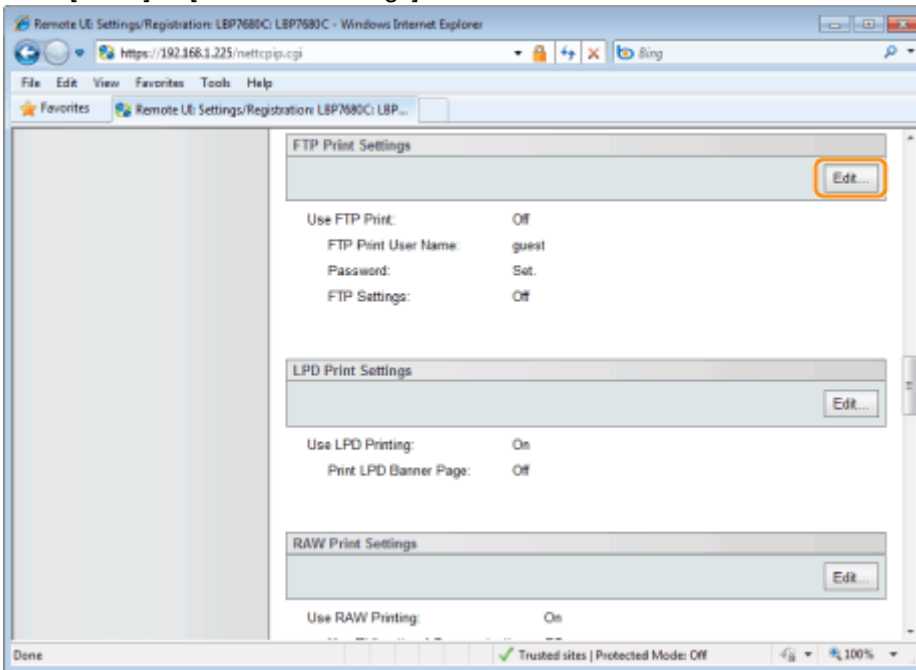 Remote UI: Settings/Registration: LBP7680C: LBP7680C - Windows Internet Explorer
https://192.168.1.225/nettcpip.cgi
Bing
File Edit View Favorites Tools Help
Favorites
Remote UI: Settings/Registration: LBP7680C: LBP...
FTP Print Settings
Edit...
Use FTP Print: Off
FTP Print User Name: guest
Password: Set.
FTP Settings: Off
LPD Print Settings
Edit...
Use LPD Printing: On
Print LPD Banner Page: Off
RAW Print Settings
Edit...
Use RAW Printing: On
Done
Trusted sites | Protected Mode: Off
100%